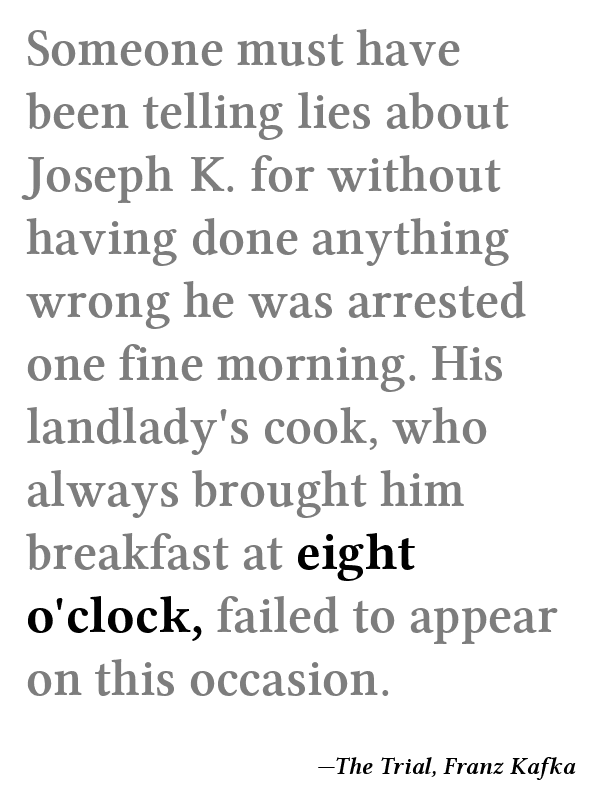 Someone must have
been telling lies about
Joseph K. for without
having done anything
wrong he was arrested
one fine morning. His
landlady's cook, who
always brought him
breakfast at eight
o'clock, failed to appear
on this occasion.
—The Trial, Franz Kafka